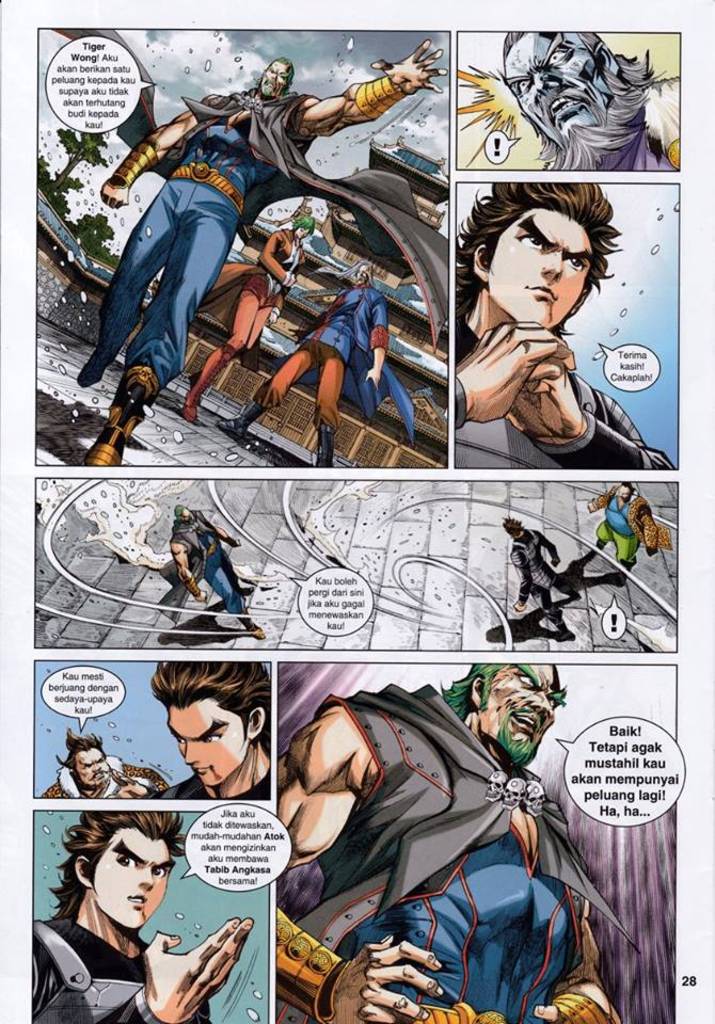 Tiger
Wong! Aku
akan berikan satu
peluang kepada kau
supaya aku tidak
akan terhutang
budi kepada
kau!
!
Terima
kasih!
Cakaplah!
Kau boleh
pergi dari sini
jika aku gagal
menewaskan
kau!
!
Kau mesti
berjuang dengan
sedaya-upaya
kau!
Baik!
Tetapi agak
mustahil kau
akan mempunyai
peluang lagi!
Ha, ha...
Jika aku
tidak ditewaskan,
mudah-mudahan Atok
akan mengizinkan
aku membawa
Tabib Angkasa
bersama!
28